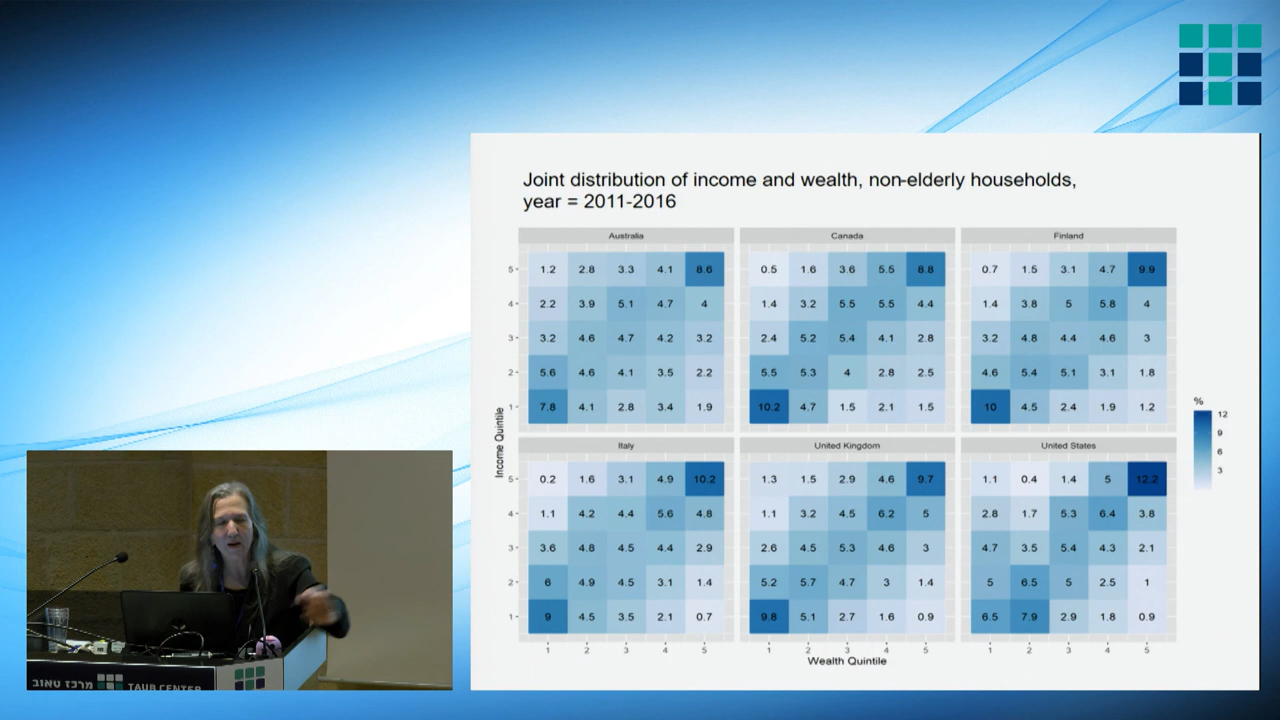 Joint distribution of income and wealth, non-elderly households,
year = 2011-2016
Australia Canada Finland
5 1.2 2.8 3.3 4.1 8.6 0.5 1.6 3.6 5.5 8.8 0.7 1.5 3.1 4.7 9.9
4 2.2 3.9 5.1 4.7 4 1.4 3.2 5.5 5.5 4.4 1.4 3.8 5 5.8 4
3 3.2 4.6 4.7 4.2 3.2 2.4 5.2 5.4 4.1 2.8 3.2 4.8 4.4 4.6 3
2 5.6 4.6 4.1 3.5 2.2 5.5 5.3 4 2.8 2.5 4.6 5.4 5.1 3.1 1.8
1 7.8 4.1 2.8 3.4 1.9 10.2 4.7 1.5 2.1 1.5 10 4.5 2.4 1.9 1.2
Income Quintile
%
12
9
6
3
Italy United Kingdom United States
5 0.2 1.6 3.1 4.9 10.2 1.3 1.5 2.9 4.6 9.7 1.1 0.4 1.4 5 12.2
4 1.1 4.2 4.4 5.6 4.8 1.1 3.2 4.5 6.2 5 2.8 1.7 5.3 6.4 3.8
3 3.6 4.8 4.5 4.4 2.9 2.6 4.5 5.3 4.6 3 4.7 3.5 5.4 4.3 2.1
2 6 4.9 4.5 3.1 1.4 5.2 5.7 4.7 3 1.4 5 6.5 5 2.5 1
1 9 4.5 3.5 2.1 0.7 9.8 5.1 2.7 1.6 0.9 6.5 7.9 2.9 1.8 0.9
1 2 3 4 5 1 2 3 4 5 1 2 3 4 5
Wealth Quintile
מרכז טאוב TAUB CENTER